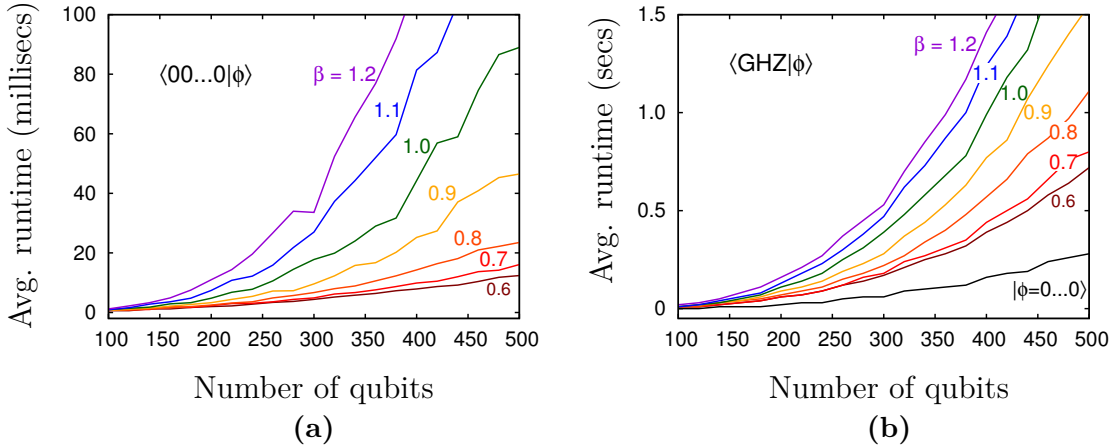 Avg. runtime (millisecs)
100
80
60
40
20
0
⟨00...0|ϕ⟩
β = 1.2
1.1
1.0
0.9
0.8
0.7
0.6
100 150 200 250 300 350 400 450 500
Number of qubits
(a)
Avg. runtime (secs)
1.5
1.0
0.5
0
⟨GHZ|ϕ⟩
β = 1.2
1.1
1.0
0.9
0.8
0.7
0.6
|ϕ=0...0⟩
100 150 200 250 300 350 400 450 500
Number of qubits
(b)